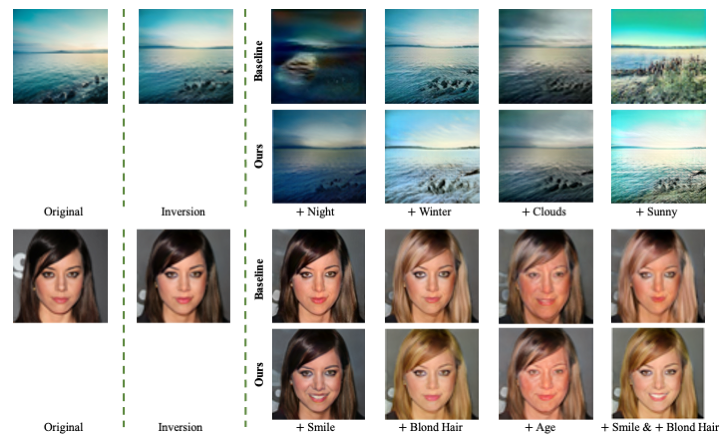 Baseline
Ours
Original
Inversion
+ Night
+ Winter
+ Clouds
+ Sunny
Baseline
Ours
Original
Inversion
+ Smile
+ Blond Hair
+ Age
+ Smile & + Blond Hair